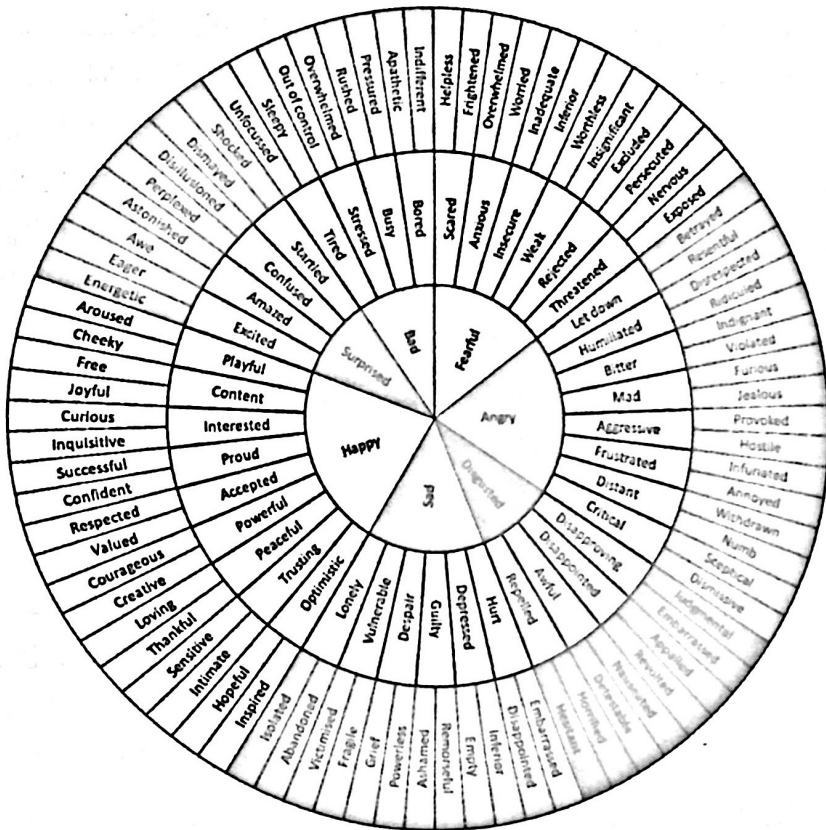 Fearful
Angry
Disgusted
Sad
Happy
Surprised
Bad
Scared
Anxious
Insecure
Weak
Rejected
Threatened
Let down
Humiliated
Bitter
Mad
Aggressive
Frustrated
Distant
Critical
Disapproving
Disappointed
Awful
Repelled
Hurt
Depressed
Guilty
Despair
Vulnerable
Lonely
Optimistic
Trusting
Peaceful
Powerful
Accepted
Proud
Interested
Content
Playful
Excited
Amazed
Confused
Startled
Tired
Stressed
Busy
Bored
Helpless
Frightened
Overwhelmed
Worried
Inadequate
Inferior
Worthless
Insignificant
Excluded
Persecuted
Nervous
Exposed
Betrayed
Resentful
Disrespected
Ridiculed
Indignant
Violated
Furious
Jealous
Provoked
Hostile
Infuriated
Annoyed
Withdrawn
Numb
Sceptical
Dismissive
Judgmental
Embarrassed
Appalled
Revolted
Nauseated
Detestable
Horrified
Hesitant
Embarrassed
Disappointed
Inferior
Empty
Remorseful
Ashamed
Powerless
Grief
Fragile
Victimised
Abandoned
Isolated
Inspired
Hopeful
Intimate
Sensitive
Thankful
Loving
Creative
Courageous
Valued
Respected
Confident
Successful
Inquisitive
Curious
Joyful
Free
Cheeky
Aroused
Energetic
Eager
Awe
Astonished
Perplexed
Disillusioned
Dismayed
Shocked
Unfocussed
Sleepy
Out of control
Overwhelmed
Rushed
Pressured
Apathetic
Indifferent